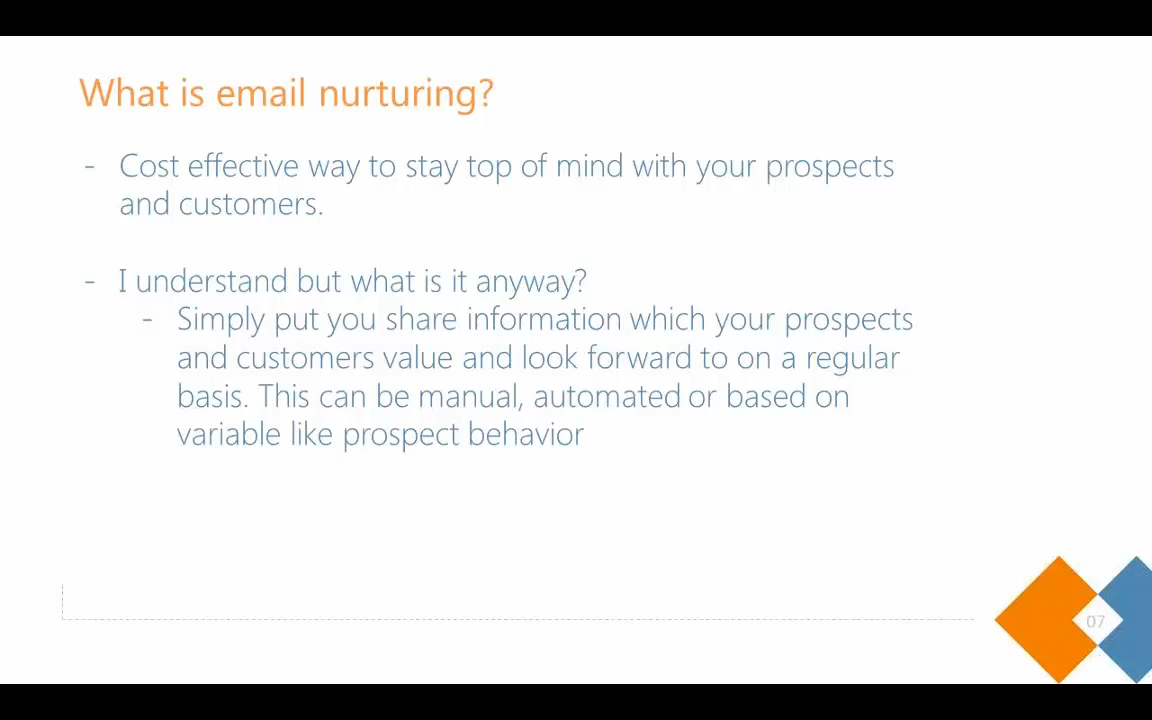 What is email nurturing?
- Cost effective way to stay top of mind with your prospects
and customers.
- I understand but what is it anyway?
- Simply put you share information which your prospects
and customers value and look forward to on a regular
basis. This can be manual, automated or based on
variable like prospect behavior
07